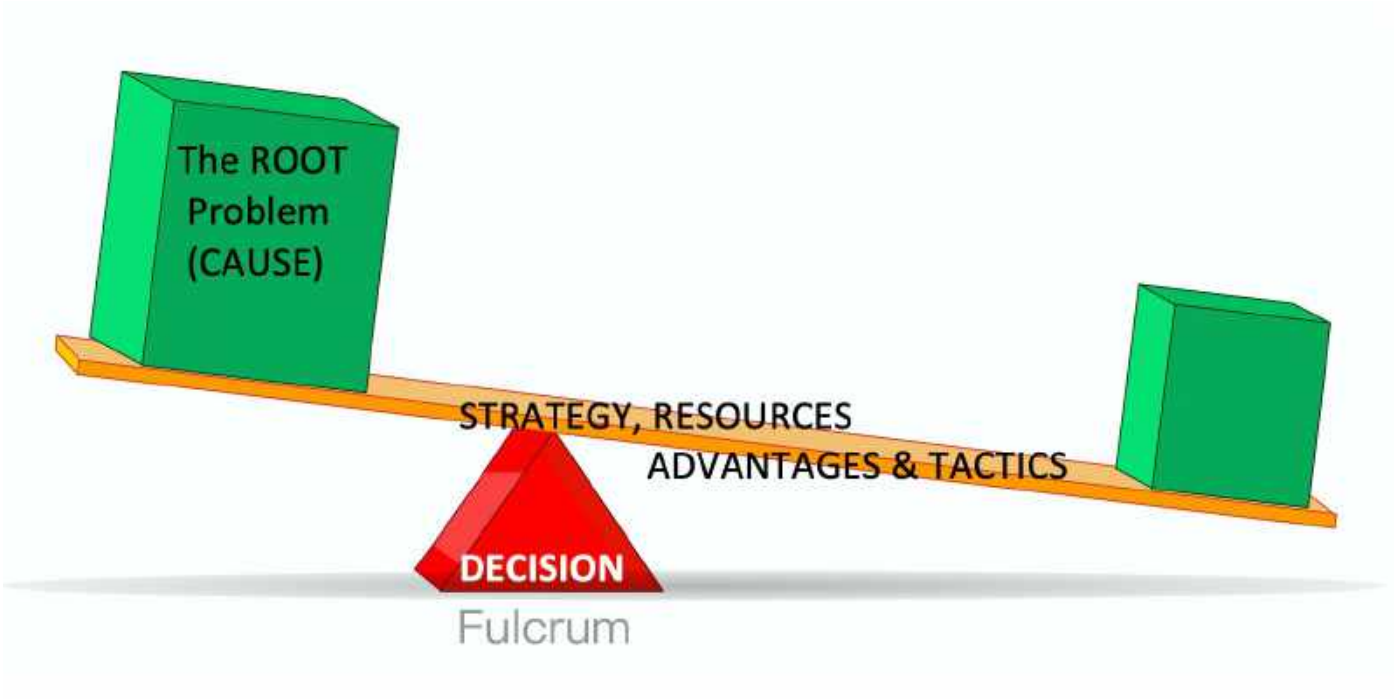 The ROOT
Problem
(CAUSE)
STRATEGY, RESOURCES
ADVANTAGES & TACTICS
DECISION
Fulcrum